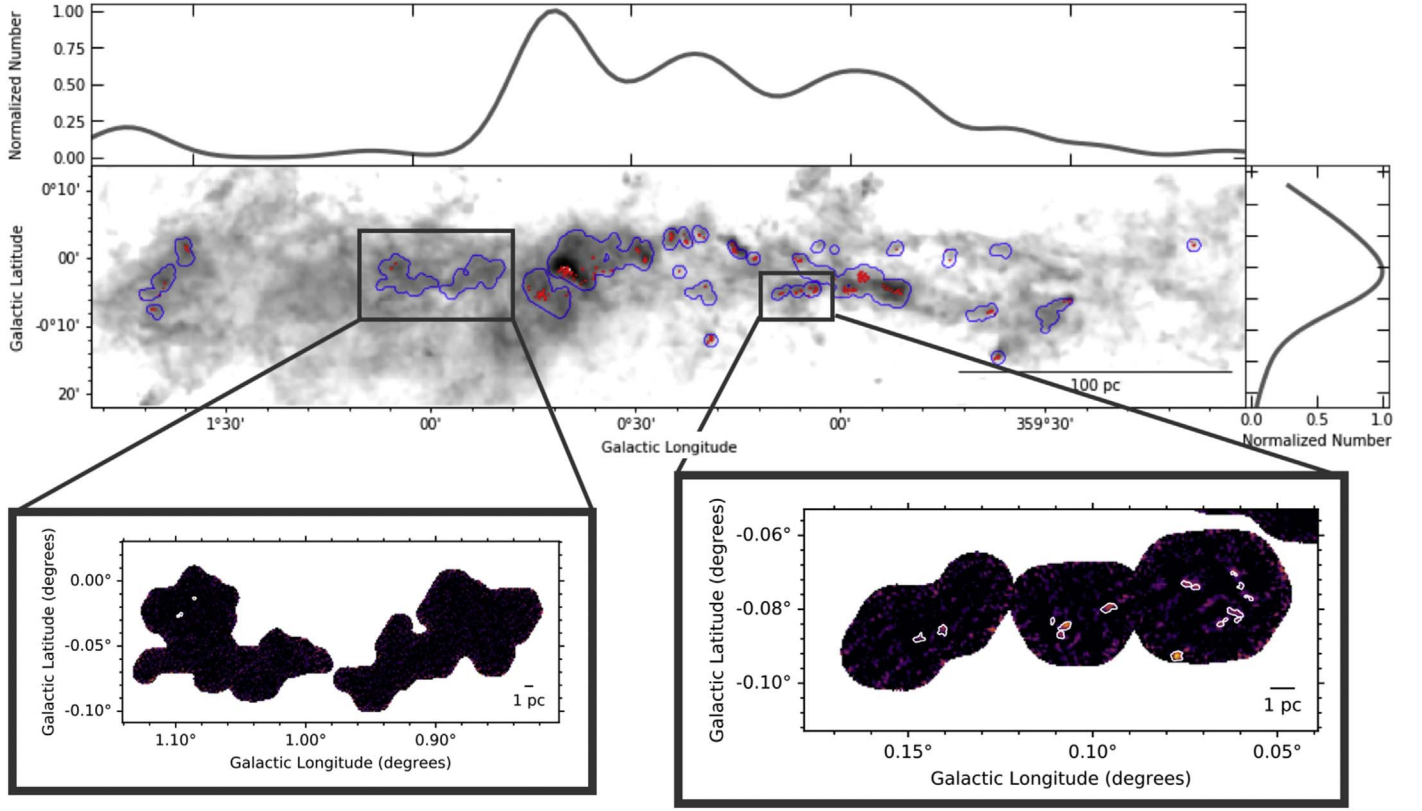 Normalized Number
1.00
0.75
0.50
0.25
0.00
Galactic Latitude
0°10'
00'
-0°10'
20'
100 pc
1°30'
00'
0°30'
00'
359°30'
Galactic Longitude
0.0
0.5
1.0
Normalized Number
Galactic Latitude (degrees)
0.00°
-0.05°
-0.10°
1 pc
1.10°
1.00°
0.90°
Galactic Longitude (degrees)
Galactic Latitude (degrees)
-0.06°
-0.08°
-0.10°
1 pc
0.15°
0.10°
0.05°
Galactic Longitude (degrees)